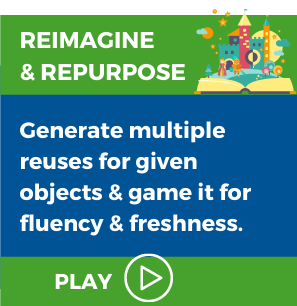 REIMAGINE
& REPURPOSE
Generate multiple
reuses for given
objects & game it for
fluency & freshness.
PLAY